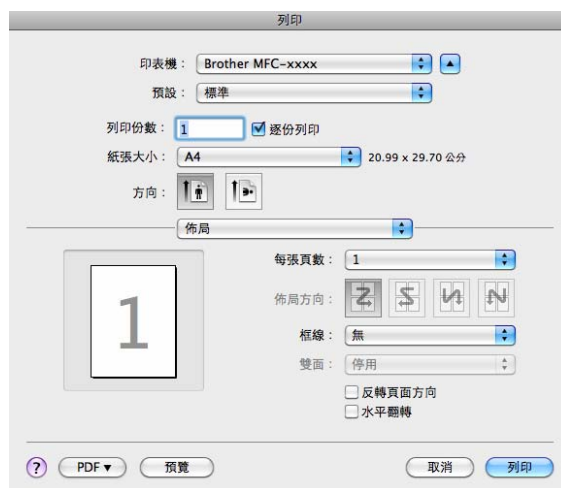 列印
印表機： Brother MFC-xxxx
預設： 標準
列印份數： 1 逐份列印
紙張大小： A4 20.99 x 29.70 公分
方向：
佈局
1
每張頁數： 1
佈局方向：
框線： 無
雙面： 停用
反轉頁面方向
水平翻轉
? PDF▼ 預覽 取消 列印